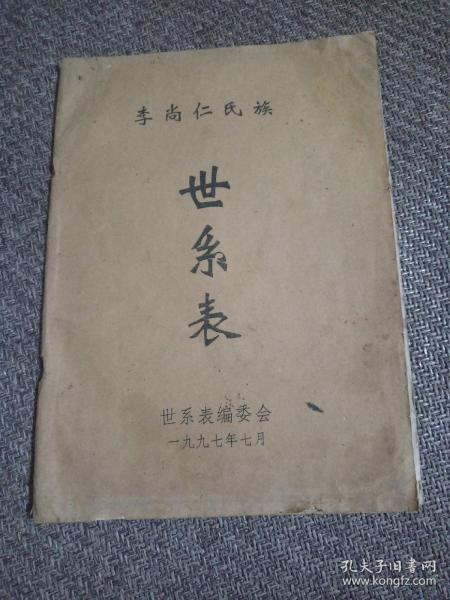 李尚仁氏族
世系表
世系表编委会
一九九七年七月
孔夫子旧书网
www.kongfz.com